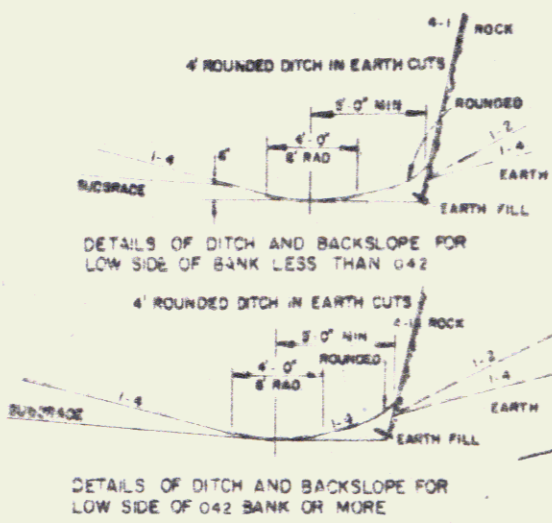 4-1 ROCK
4' ROUNDED DITCH IN EARTH CUTS
5'-0" MIN
ROUNDED
4'-0"
8' RAD
1-4
6"
1-2
1-4
SUBGRADE
EARTH
EARTH FILL
DETAILS OF DITCH AND BACKSLOPE FOR
LOW SIDE OF BANK LESS THAN 042
4' ROUNDED DITCH IN EARTH CUTS
5'-0" MIN
4-1 ROCK
4'-0"
ROUNDED
8' RAD
1-2
1-4
1-4
1-4
SUBGRADE
EARTH
EARTH FILL
DETAILS OF DITCH AND BACKSLOPE FOR
LOW SIDE OF 042 BANK OR MORE